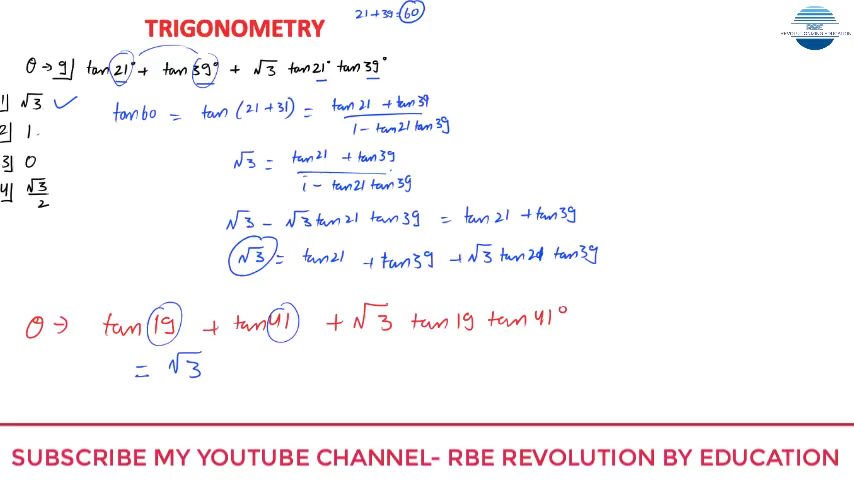 21 + 39 = 60
TRIGONOMETRY
REVOLUTIONIZING EDUCATION
Q → 9] tan 21° + tan 39° + √3 tan 21° tan 39°
1] √3 ✓
2] 1
3] 0
4] √3/2
tan 60 = tan (21 + 31) = (tan 21 + tan 39)/(1 - tan 21 tan 39)
√3 = (tan 21 + tan 39)/(1 - tan 21 tan 39)
√3 - √3 tan 21 tan 39 = tan 21 + tan 39
√3 = tan 21 + tan 39 + √3 tan 21 tan 39
Q → tan 19 + tan 41 + √3 tan 19 tan 41°
= √3
SUBSCRIBE MY YOUTUBE CHANNEL- RBE REVOLUTION BY EDUCATION